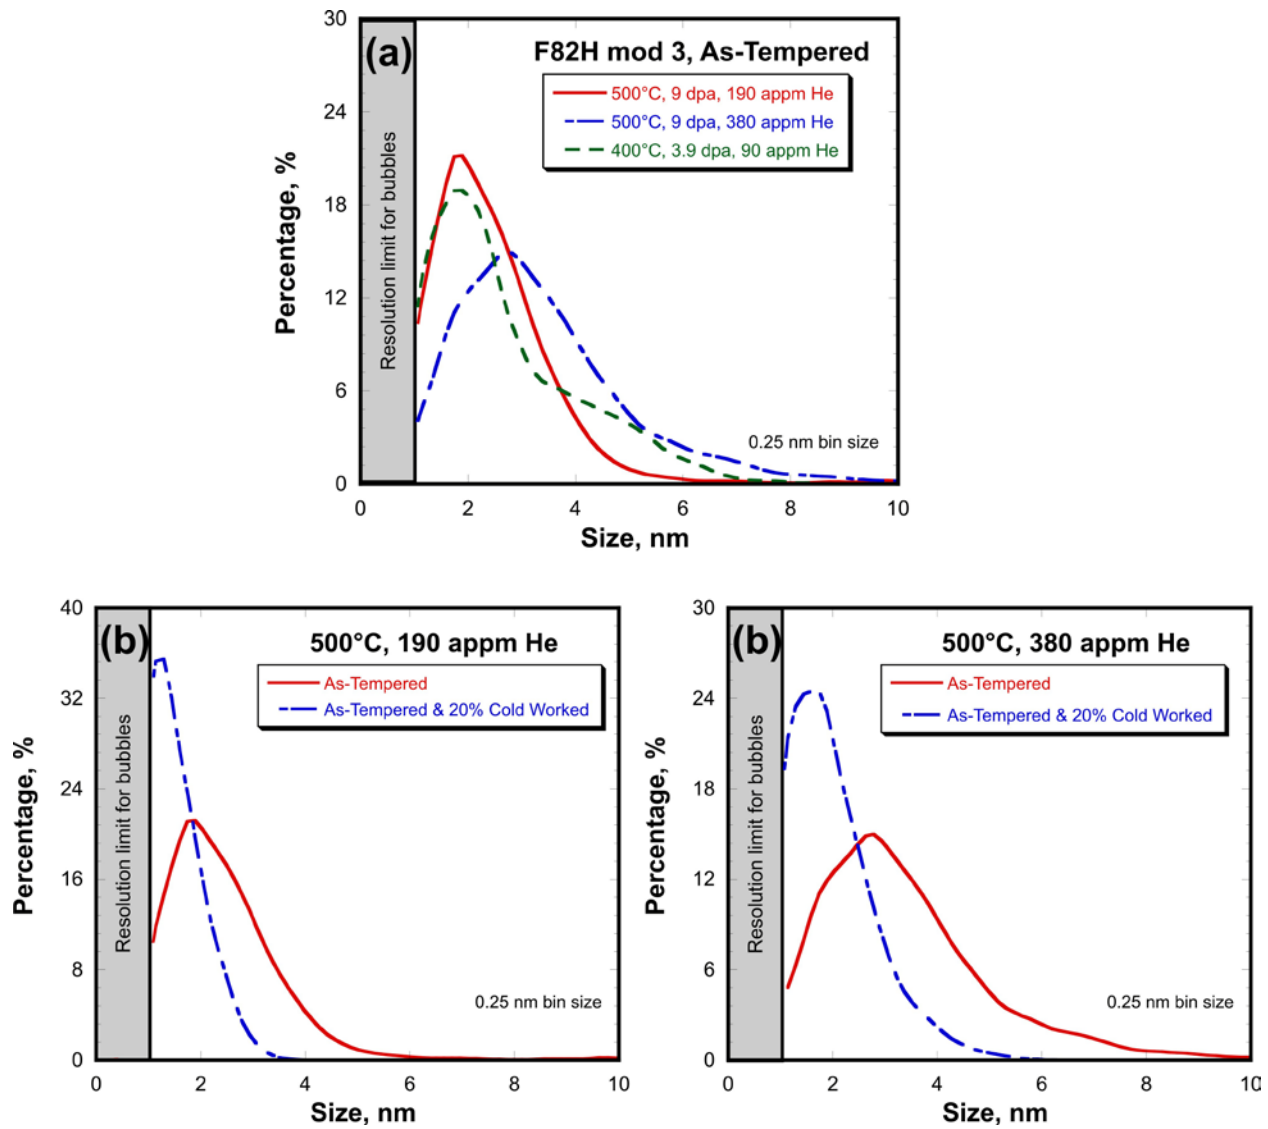 30
24
18
12
6
0
Percentage, %
(a)
Resolution limit for bubbles
F82H mod 3, As-Tempered
500°C, 9 dpa, 190 appm He
500°C, 9 dpa, 380 appm He
400°C, 3.9 dpa, 90 appm He
0.25 nm bin size
0 2 4 6 8 10
Size, nm
40
32
24
16
8
0
Percentage, %
(b)
Resolution limit for bubbles
500°C, 190 appm He
As-Tempered
As-Tempered & 20% Cold Worked
0.25 nm bin size
0 2 4 6 8 10
Size, nm
30
24
18
12
6
0
Percentage, %
(b)
Resolution limit for bubbles
500°C, 380 appm He
As-Tempered
As-Tempered & 20% Cold Worked
0.25 nm bin size
0 2 4 6 8 10
Size, nm